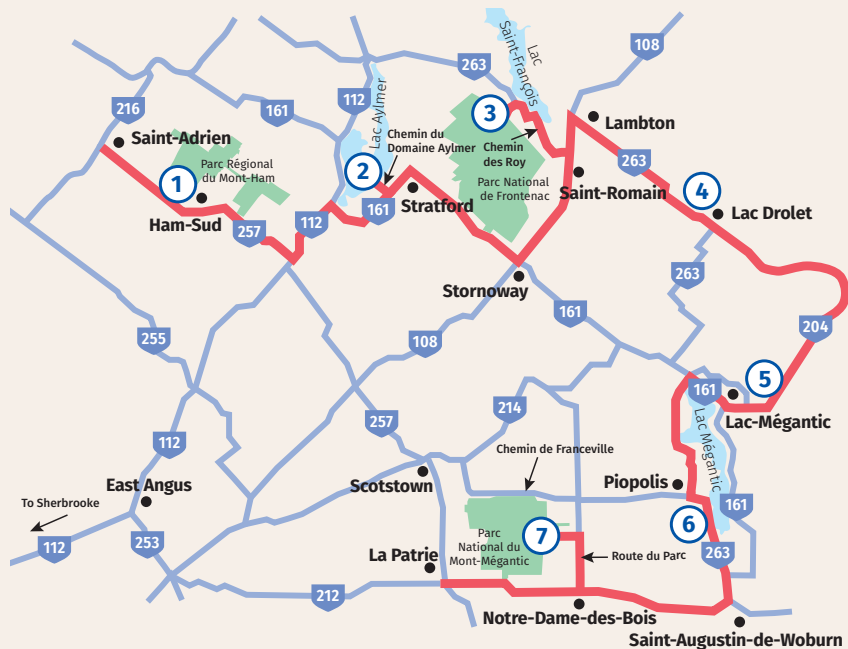 108
263
Lac
Saint-François
216
161
112
Lac Aylmer
3
Lambton
Saint-Adrien
Chemin du
Domaine Aylmer
Chemin
des Roy
263
Parc Régional
du Mont-Ham
1
2
Saint-Romain
Parc National
de Frontenac
4
Ham-Sud
161
Stratford
Lac Drolet
257
112
263
Stornoway
161
204
255
108
5
161
Lac-Mégantic
214
Lac Mégantic
257
112
Chemin de Franceville
Scotstown
Piopolis
East Angus
To Sherbrooke
161
6
7
Parc
National du
Mont-Mégantic
112
253
La Patrie
Route du Parc
263
212
Notre-Dame-des-Bois
Saint-Augustin-de-Woburn